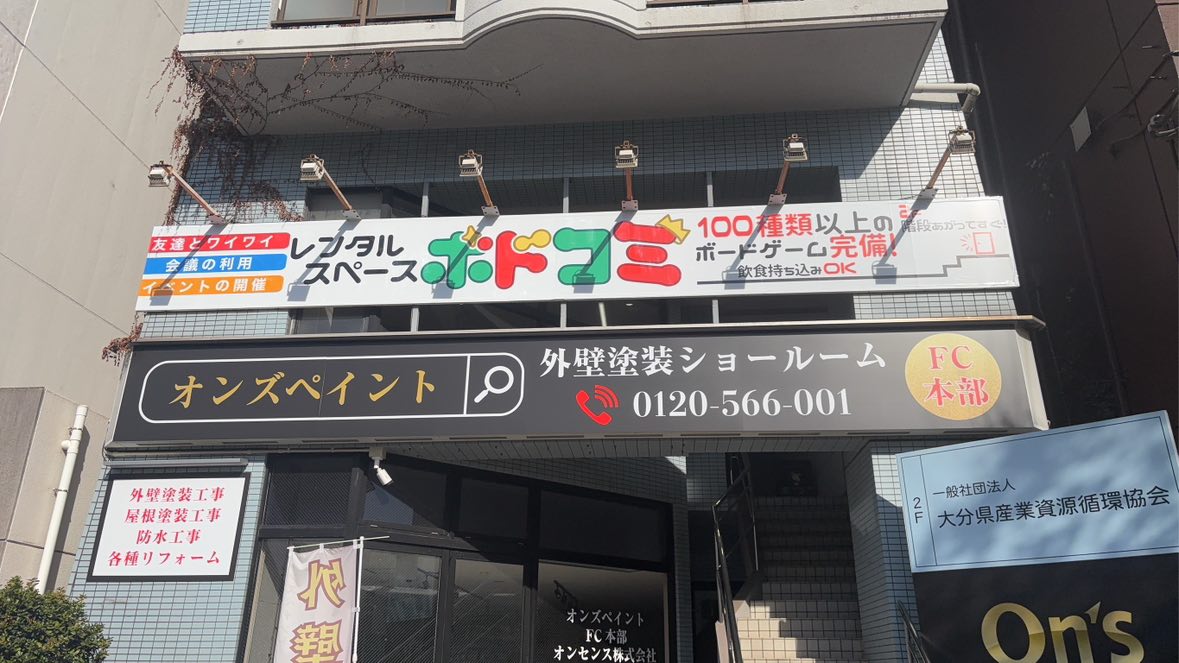 友達とワイワイ
会議の利用
イベントの開催
レンタル
スペース
ボドコミ
100種類以上の
ボードゲーム完備!
飲食持ち込みOK
階段あがってすぐ!
オンズペイント
外壁塗装ショールーム
0120-566-001
FC
本部
外壁塗装工事
屋根塗装工事
防水工事
各種リフォーム
外壁
オンズペイント
FC本部
オンセンス株式会社
2F
一般社団法人
大分県産業資源循環協会
On's